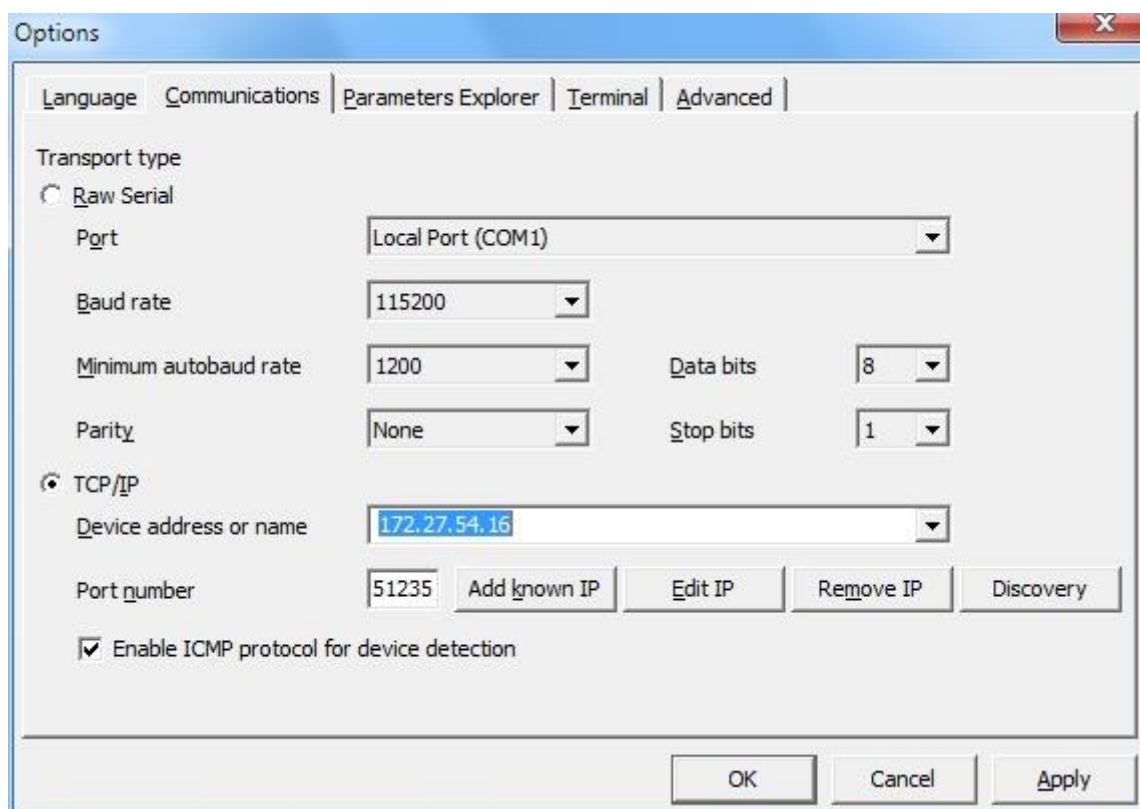 Options
Language Communications Parameters Explorer Terminal Advanced
Transport type
Raw Serial
Port Local Port (COM1)
Baud rate 115200
Minimum autobaud rate 1200 Data bits 8
Parity None Stop bits 1
TCP/IP
Device address or name 172.27.54.16
Port number 51235 Add known IP Edit IP Remove IP Discovery
Enable ICMP protocol for device detection
OK Cancel Apply